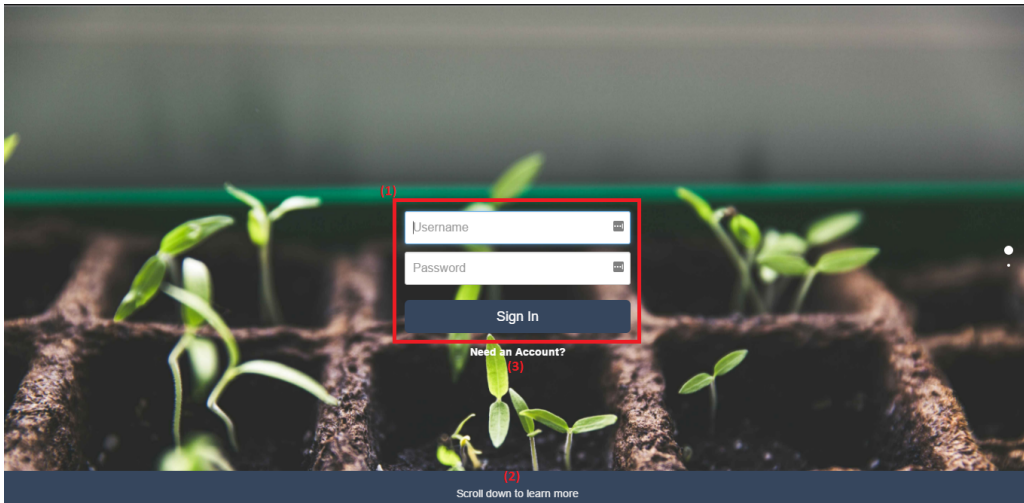 (1)
Username
Password
Sign In
Need an Account?
(3)
(2)
Scroll down to learn more